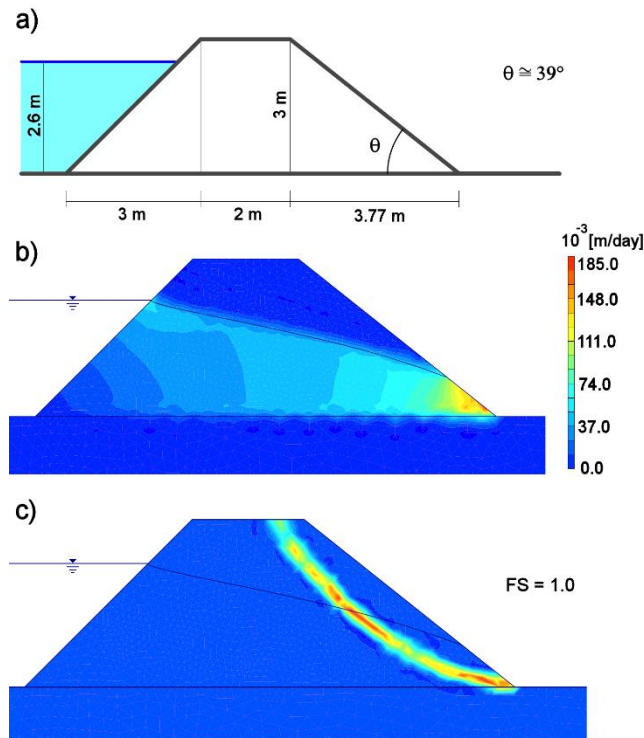 a)
θ ≅ 39°
2.6 m
3 m
θ
3 m
2 m
3.77 m
b)
10⁻³ [m/day]
185.0
148.0
111.0
74.0
37.0
0.0
c)
FS = 1.0